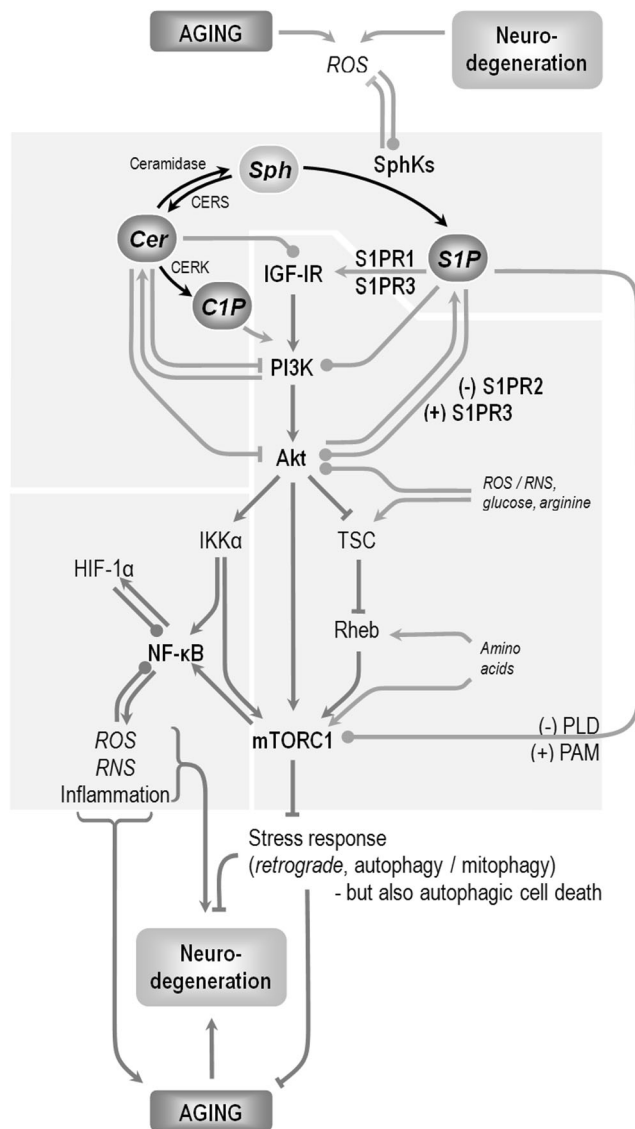 AGING
Neuro-
degeneration
ROS
SphKs
Ceramidase
Sph
CERS
Cer
CERK
C1P
IGF-IR
S1PR1
S1PR3
S1P
PI3K
(-) S1PR2
(+) S1PR3
Akt
ROS / RNS,
glucose, arginine
IKKα
TSC
HIF-1α
Rheb
NF-κB
Amino
acids
mTORC1
(-) PLD
(+) PAM
ROS
RNS
Inflammation
Stress response
(retrograde, autophagy / mitophagy)
- but also autophagic cell death
Neuro-
degeneration
AGING